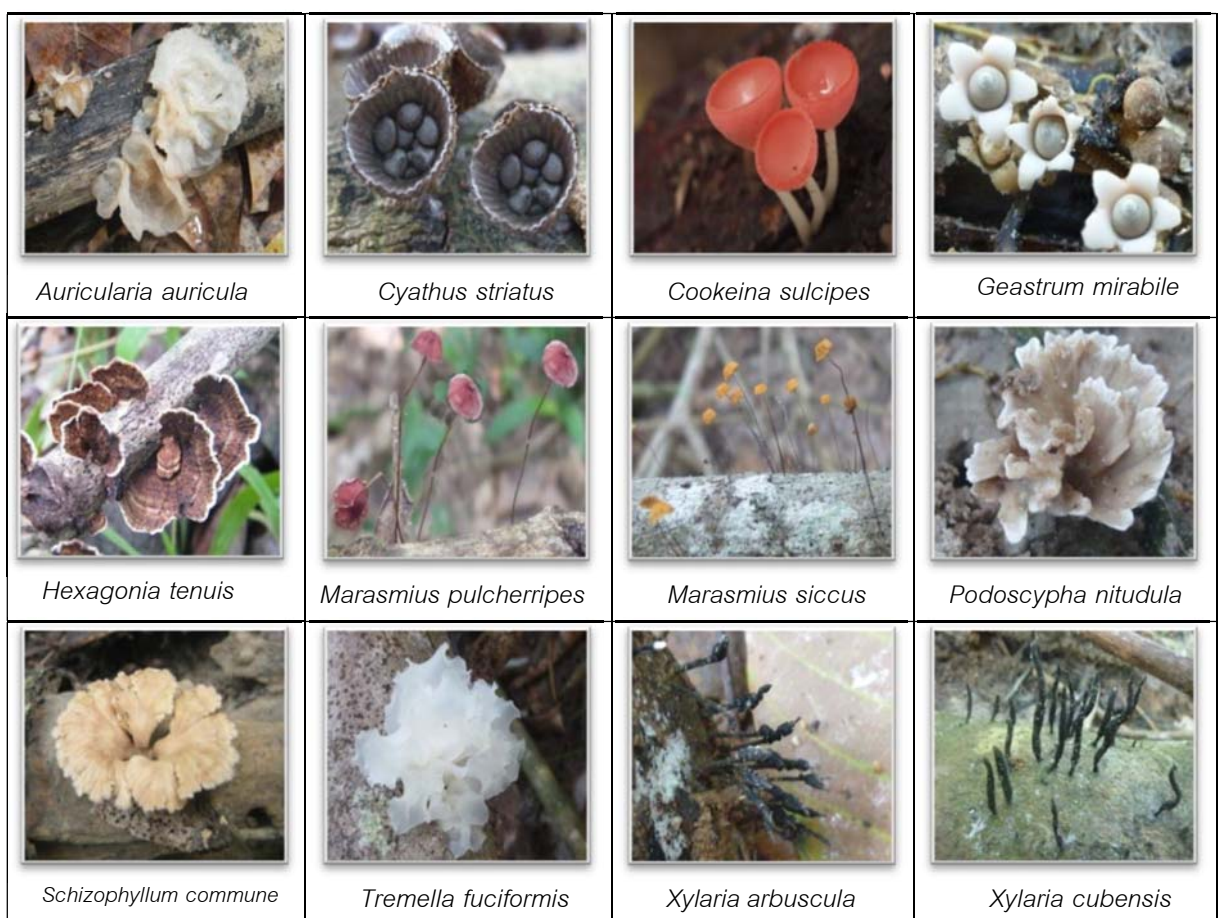 Auricularia auricula
Cyathus striatus
Cookeina sulcipes
Geastrum mirabile
Hexagonia tenuis
Marasmius pulcherripes
Marasmius siccus
Podoscypha nitudula
Schizophyllum commune
Tremella fuciformis
Xylaria arbuscula
Xylaria cubensis